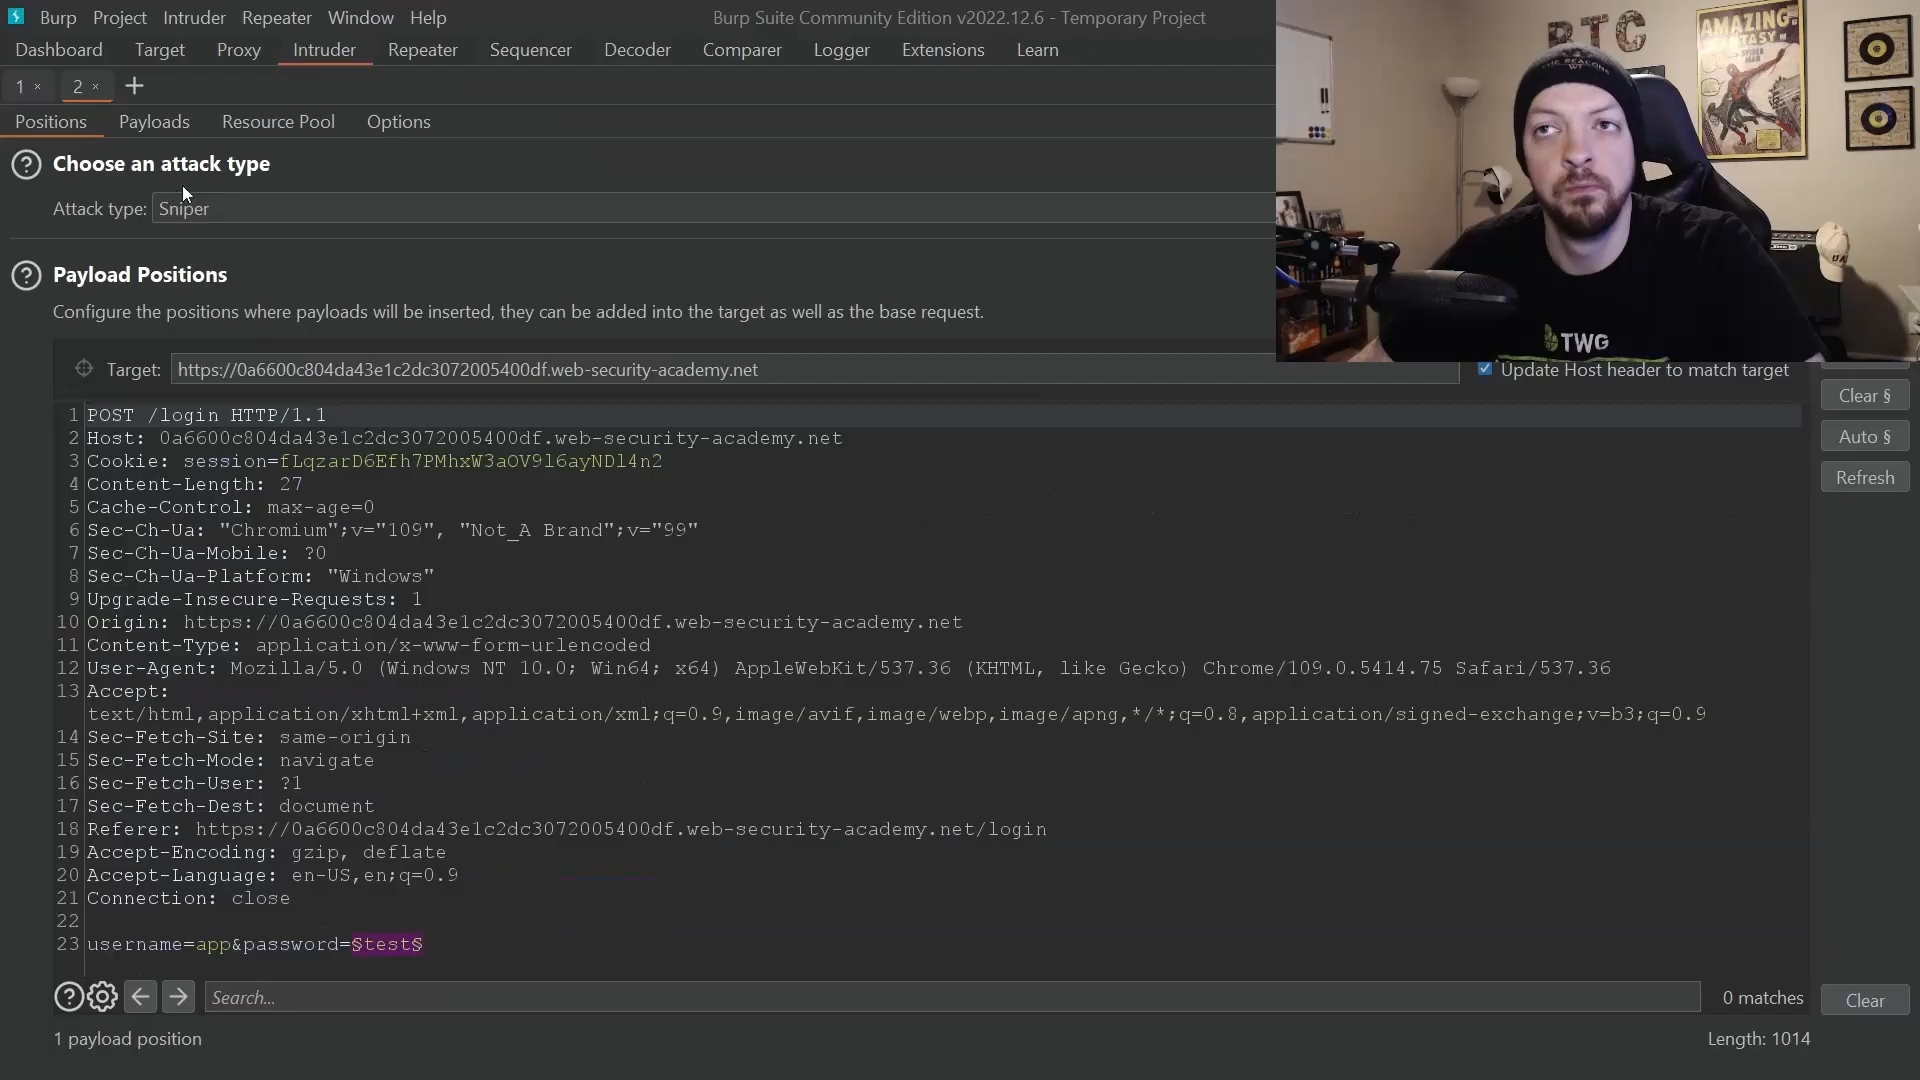 Burp Project Intruder Repeater Window Help
Burp Suite Community Edition v2022.12.6 - Temporary Project
Dashboard Target Proxy Intruder Repeater Sequencer Decoder Comparer Logger Extensions Learn
1 × 2 × +
Positions Payloads Resource Pool Options
? Choose an attack type
Attack type: Sniper
? Payload Positions
Configure the positions where payloads will be inserted, they can be added into the target as well as the base request.
Target: https://0a6600c804da43e1c2dc3072005400df.web-security-academy.net
Update Host header to match target
Clear §
Auto §
Refresh
1 POST /login HTTP/1.1
2 Host: 0a6600c804da43e1c2dc3072005400df.web-security-academy.net
3 Cookie: session=fLqzarD6Efh7PMhxW3aOV9l6ayNDl4n2
4 Content-Length: 27
5 Cache-Control: max-age=0
6 Sec-Ch-Ua: "Chromium";v="109", "Not_A Brand";v="99"
7 Sec-Ch-Ua-Mobile: ?0
8 Sec-Ch-Ua-Platform: "Windows"
9 Upgrade-Insecure-Requests: 1
10 Origin: https://0a6600c804da43e1c2dc3072005400df.web-security-academy.net
11 Content-Type: application/x-www-form-urlencoded
12 User-Agent: Mozilla/5.0 (Windows NT 10.0; Win64; x64) AppleWebKit/537.36 (KHTML, like Gecko) Chrome/109.0.5414.75 Safari/537.36
13 Accept:
text/html,application/xhtml+xml,application/xml;q=0.9,image/avif,image/webp,image/apng,*/*;q=0.8,application/signed-exchange;v=b3;q=0.9
14 Sec-Fetch-Site: same-origin
15 Sec-Fetch-Mode: navigate
16 Sec-Fetch-User: ?1
17 Sec-Fetch-Dest: document
18 Referer: https://0a6600c804da43e1c2dc3072005400df.web-security-academy.net/login
19 Accept-Encoding: gzip, deflate
20 Accept-Language: en-US,en;q=0.9
21 Connection: close
22
23 username=app&password=§test§
? Search... 0 matches Clear
1 payload position
Length: 1014
BTC
AMAZING
FANTASY
THE BEACONS
WT
TWG
UA